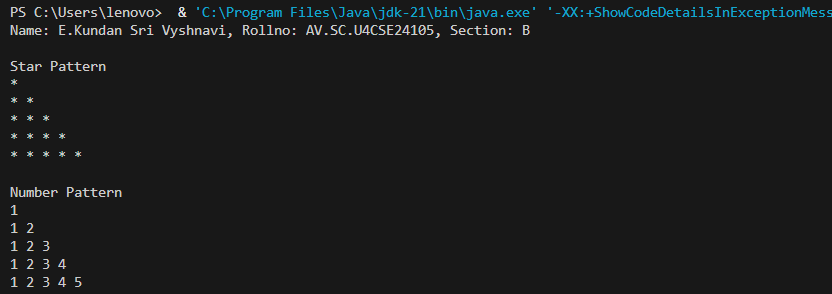 PS C:\Users\lenovo>  & 'C:\Program Files\Java\jdk-21\bin\java.exe' '-XX:+ShowCodeDetailsInExceptionMess
Name: E.Kundan Sri Vyshnavi, Rollno: AV.SC.U4CSE24105, Section: B
Star Pattern
*
* *
* * *
* * * *
* * * * *
Number Pattern
1
1 2
1 2 3
1 2 3 4
1 2 3 4 5